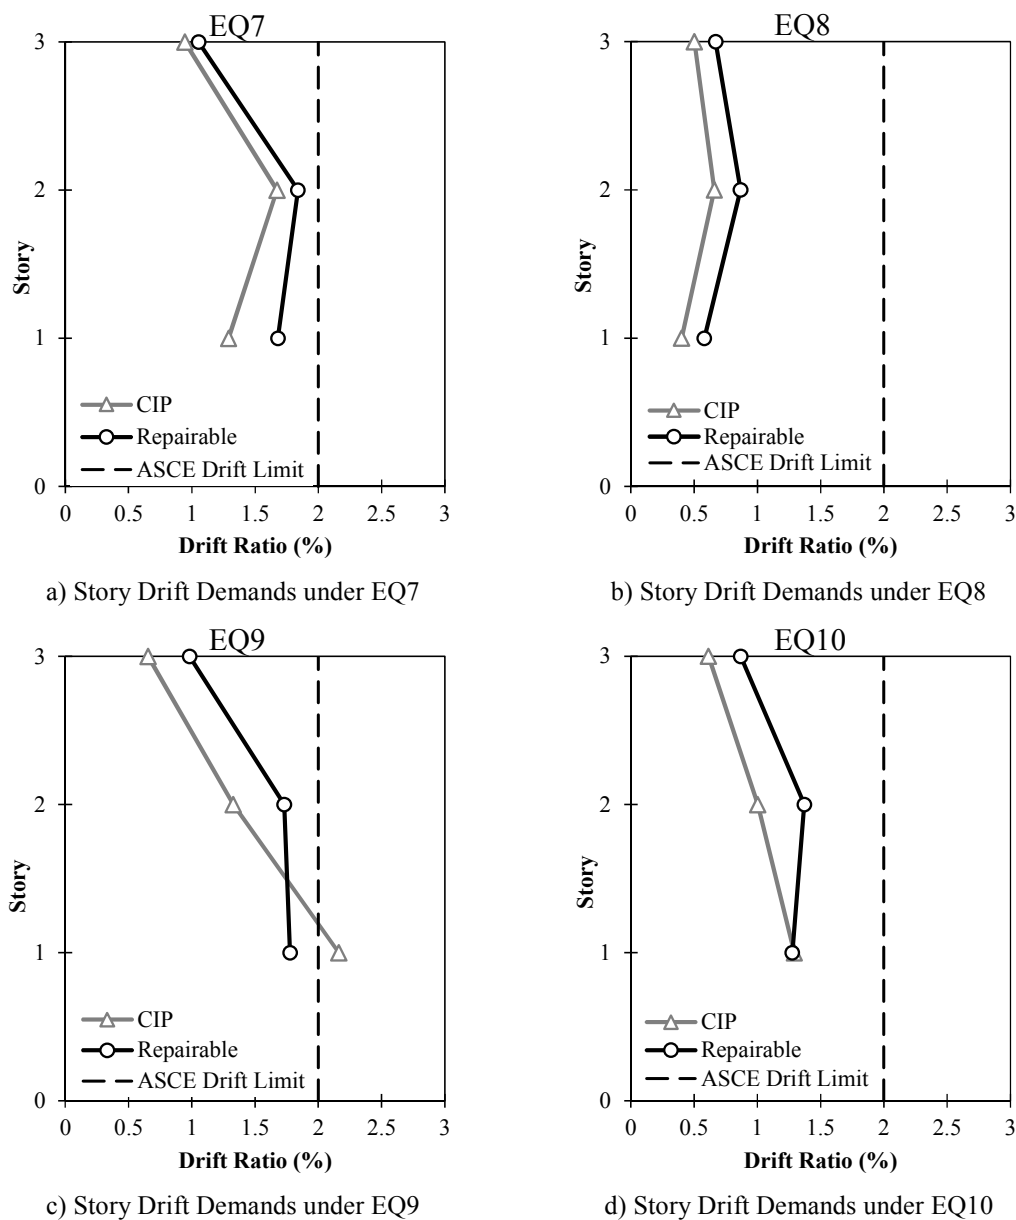 EQ7
3
2
1
0
Story
CIP
Repairable
ASCE Drift Limit
0 0.5 1 1.5 2 2.5 3
Drift Ratio (%)
a) Story Drift Demands under EQ7
EQ8
3
2
1
0
Story
CIP
Repairable
ASCE Drift Limit
0 0.5 1 1.5 2 2.5 3
Drift Ratio (%)
b) Story Drift Demands under EQ8
EQ9
3
2
1
0
Story
CIP
Repairable
ASCE Drift Limit
0 0.5 1 1.5 2 2.5 3
Drift Ratio (%)
c) Story Drift Demands under EQ9
EQ10
3
2
1
0
Story
CIP
Repairable
ASCE Drift Limit
0 0.5 1 1.5 2 2.5 3
Drift Ratio (%)
d) Story Drift Demands under EQ10